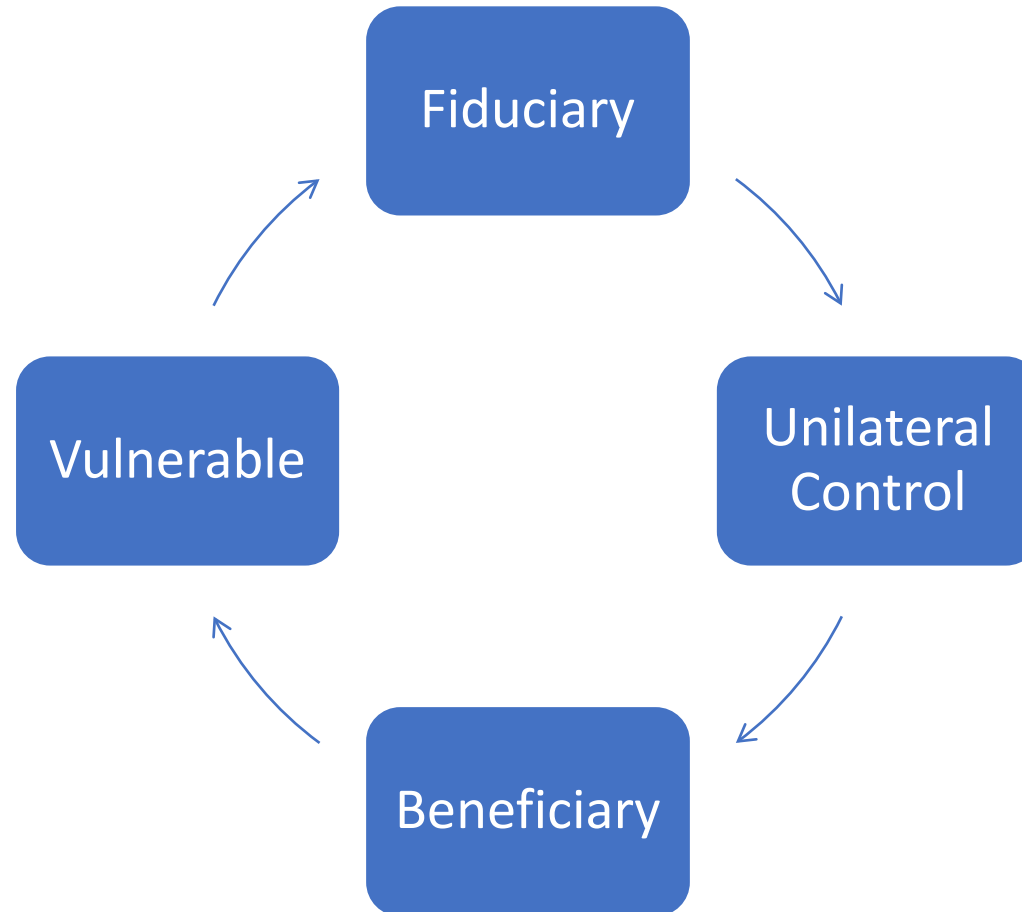 Fiduciary
Unilateral
Control
Beneficiary
Vulnerable